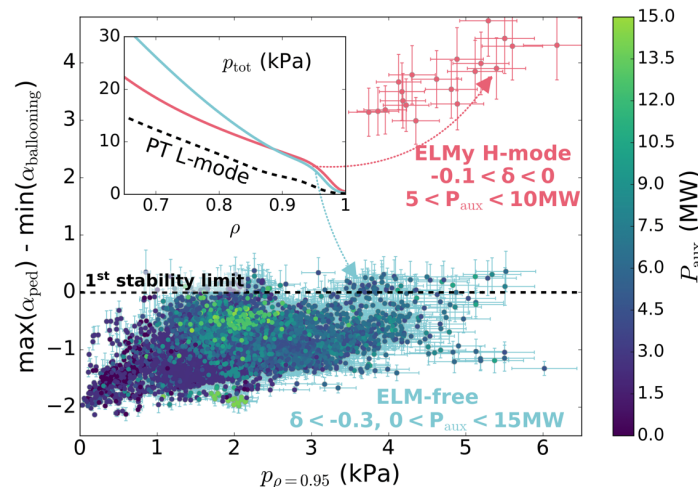 max(α_ped) - min(α_ballooning)
4
3
2
1
0
-1
-2
30
20
10
0
0.7
0.8
0.9
1
ρ
p_tot (kPa)
PT L-mode
ELMy H-mode
-0.1 < δ < 0
5 < P_aux < 10MW
1st stability limit
ELM-free
δ < -0.3, 0 < P_aux < 15MW
0
1
2
3
4
5
6
p_ρ=0.95 (kPa)
15.0
13.5
12.0
10.5
9.0
7.5
6.0
4.5
3.0
1.5
0.0
P_aux (MW)